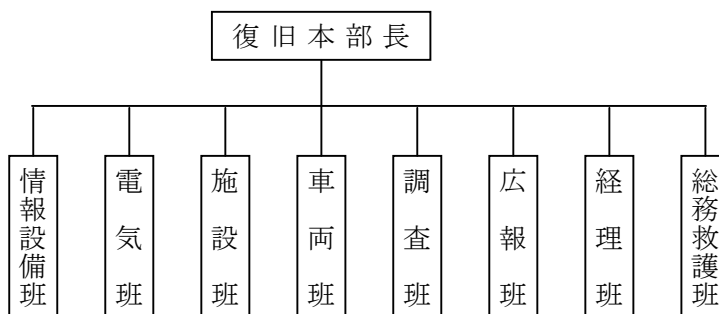 復旧本部長
情報設備班
電気班
施設班
車両班
調査班
広報班
経理班
総務救護班